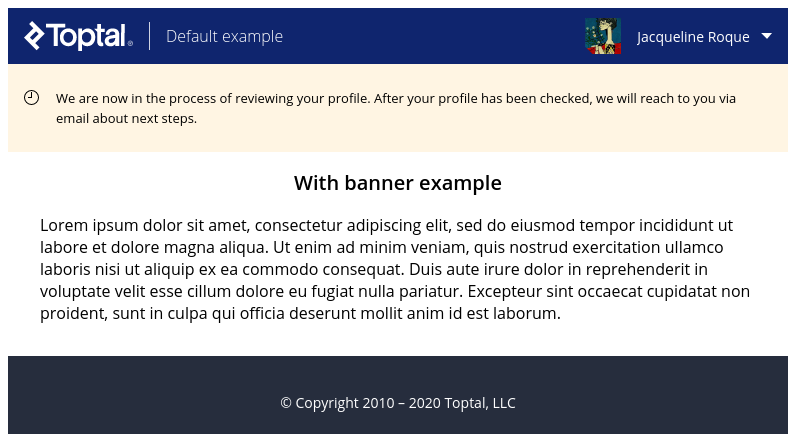 Toptal®
Default example
Jacqueline Roque
We are now in the process of reviewing your profile. After your profile has been checked, we will reach to you via
email about next steps.
With banner example
Lorem ipsum dolor sit amet, consectetur adipiscing elit, sed do eiusmod tempor incididunt ut
labore et dolore magna aliqua. Ut enim ad minim veniam, quis nostrud exercitation ullamco
laboris nisi ut aliquip ex ea commodo consequat. Duis aute irure dolor in reprehenderit in
voluptate velit esse cillum dolore eu fugiat nulla pariatur. Excepteur sint occaecat cupidatat non
proident, sunt in culpa qui officia deserunt mollit anim id est laborum.
© Copyright 2010 – 2020 Toptal, LLC